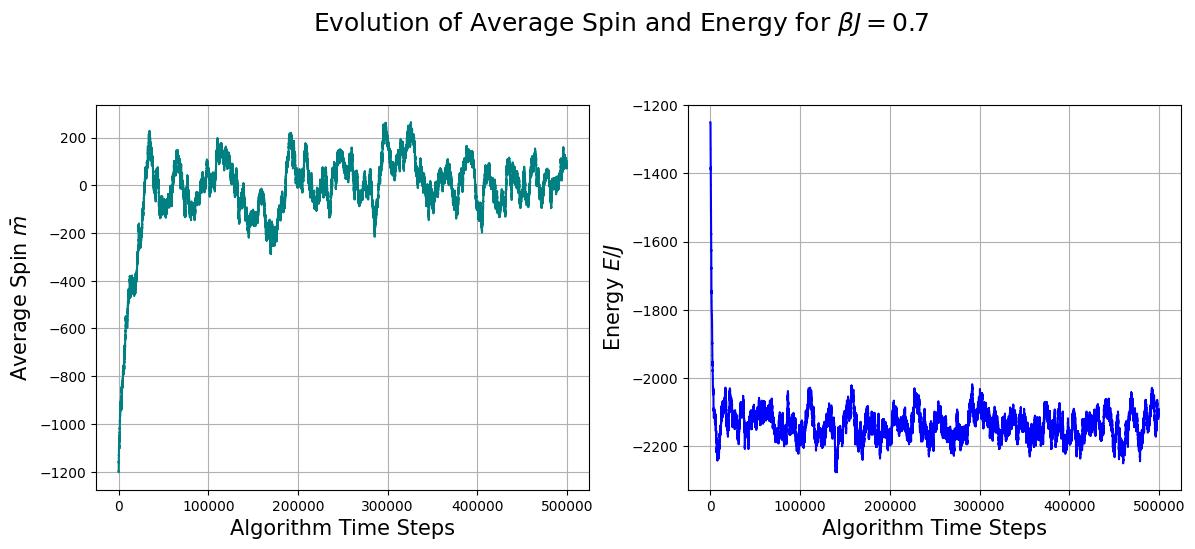 Evolution of Average Spin and Energy for βJ = 0.7
Average Spin m̄
200
0
−200
−400
−600
−800
−1000
−1200
0 100000 200000 300000 400000 500000
Algorithm Time Steps
Energy E/J
−1200
−1400
−1600
−1800
−2000
−2200
0 100000 200000 300000 400000 500000
Algorithm Time Steps